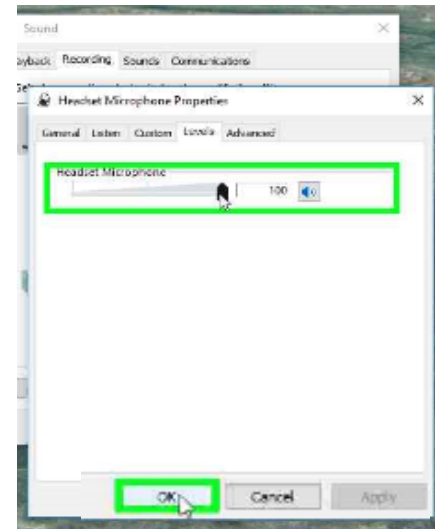 Sound
Recording Sounds Communications
Headset Microphone Properties
General Listen Custom Levels Advanced
Headset Microphone
100
OK Cancel Apply